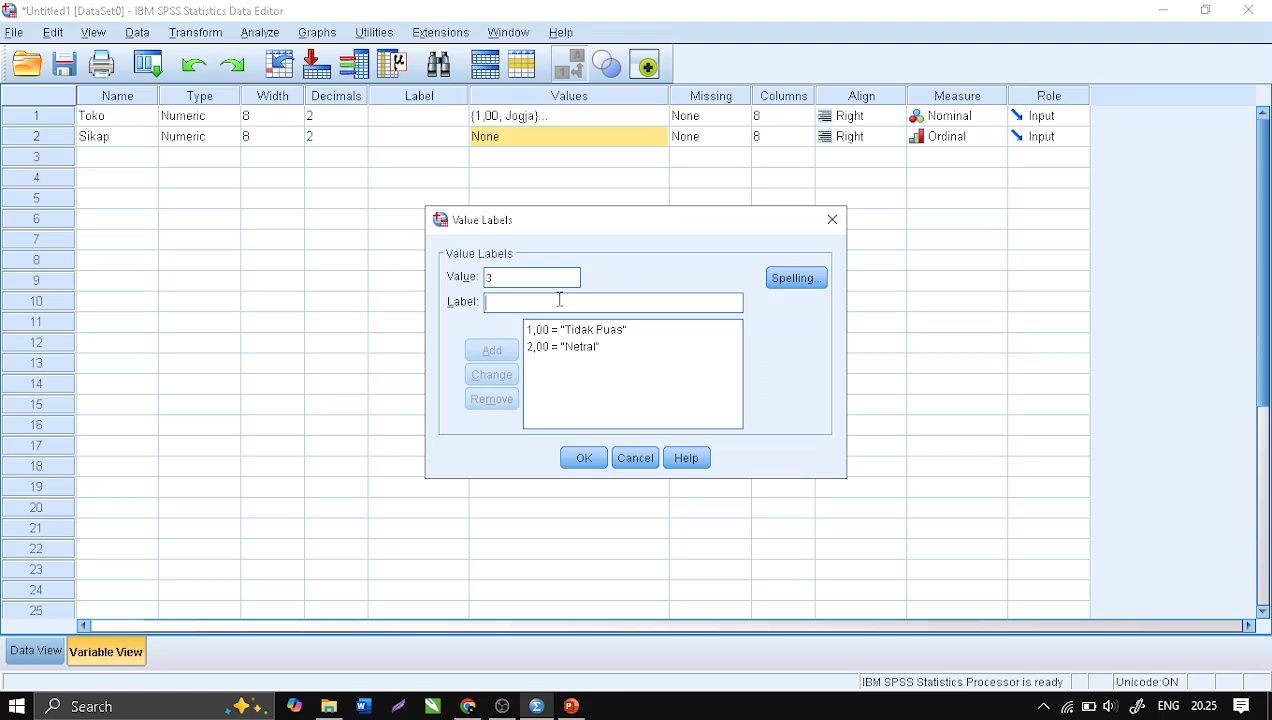 *Untitled1 [DataSet0] - IBM SPSS Statistics Data Editor
File Edit View Data Transform Analyze Graphs Utilities Extensions Window Help
Name Type Width Decimals Label Values Missing Columns Align Measure Role
1 Toko Numeric 8 2 {1,00, Jogja}... None 8 Right Nominal Input
2 Sikap Numeric 8 2 None None 8 Right Ordinal Input
3
4
5
6
7
8
9
10
11
12
13
14
15
16
17
18
19
20
21
22
23
24
25
Value Labels
Value Labels
Value: 3
Spelling...
Label:
1,00 = "Tidak Puas"
2,00 = "Netral"
Add
Change
Remove
OK Cancel Help
Data View Variable View
IBM SPSS Statistics Processor is ready Unicode:ON
Search ENG 20.25